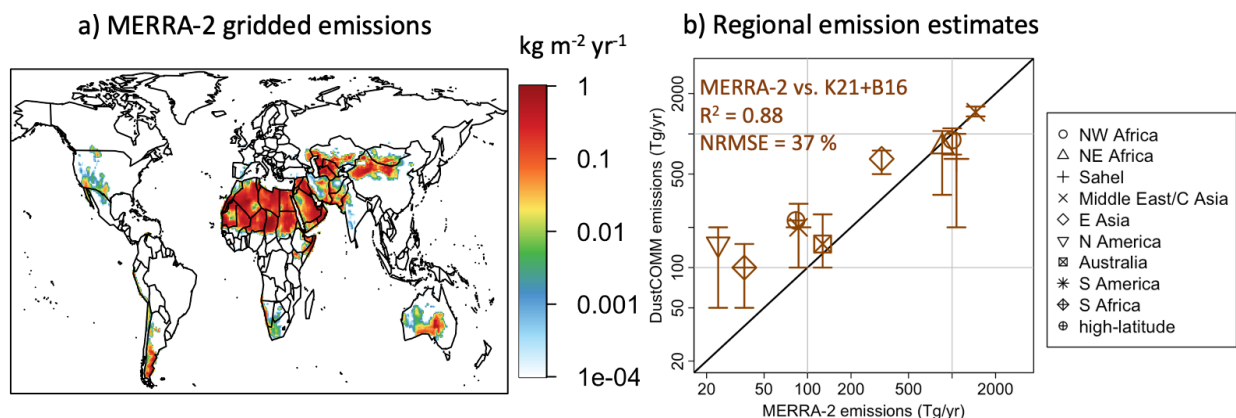 a) MERRA-2 gridded emissions
kg m⁻² yr⁻¹
1
0.1
0.01
0.001
1e-04
b) Regional emission estimates
MERRA-2 vs. K21+B16
R² = 0.88
NRMSE = 37 %
DustCOMM emissions (Tg/yr)
2000
500
200
100
50
20
20
50
100
200
500
2000
MERRA-2 emissions (Tg/yr)
NW Africa
NE Africa
Sahel
Middle East/C Asia
E Asia
N America
Australia
S America
S Africa
high-latitude